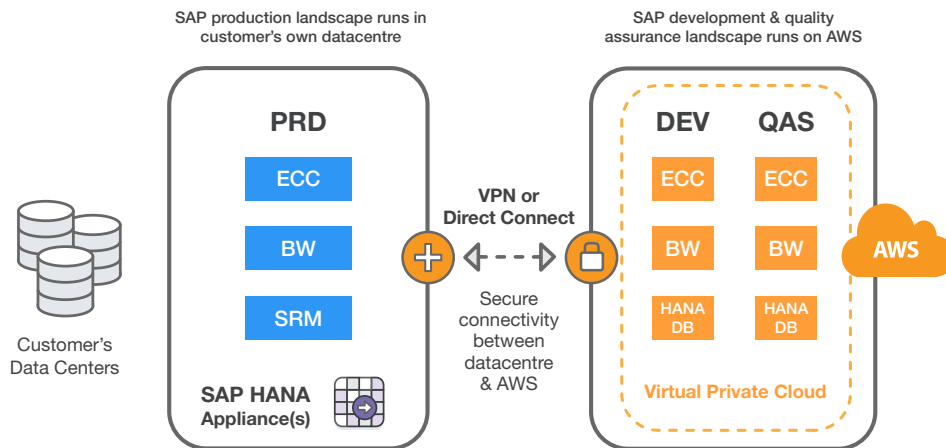 SAP production landscape runs in
customer's own datacentre
SAP development & quality
assurance landscape runs on AWS
PRD
ECC
BW
SRM
SAP HANA
Appliance(s)
Customer's
Data Centers
VPN or
Direct Connect
Secure
connectivity
between
datacentre
& AWS
DEV
QAS
ECC
ECC
BW
BW
HANA
DB
HANA
DB
Virtual Private Cloud
AWS